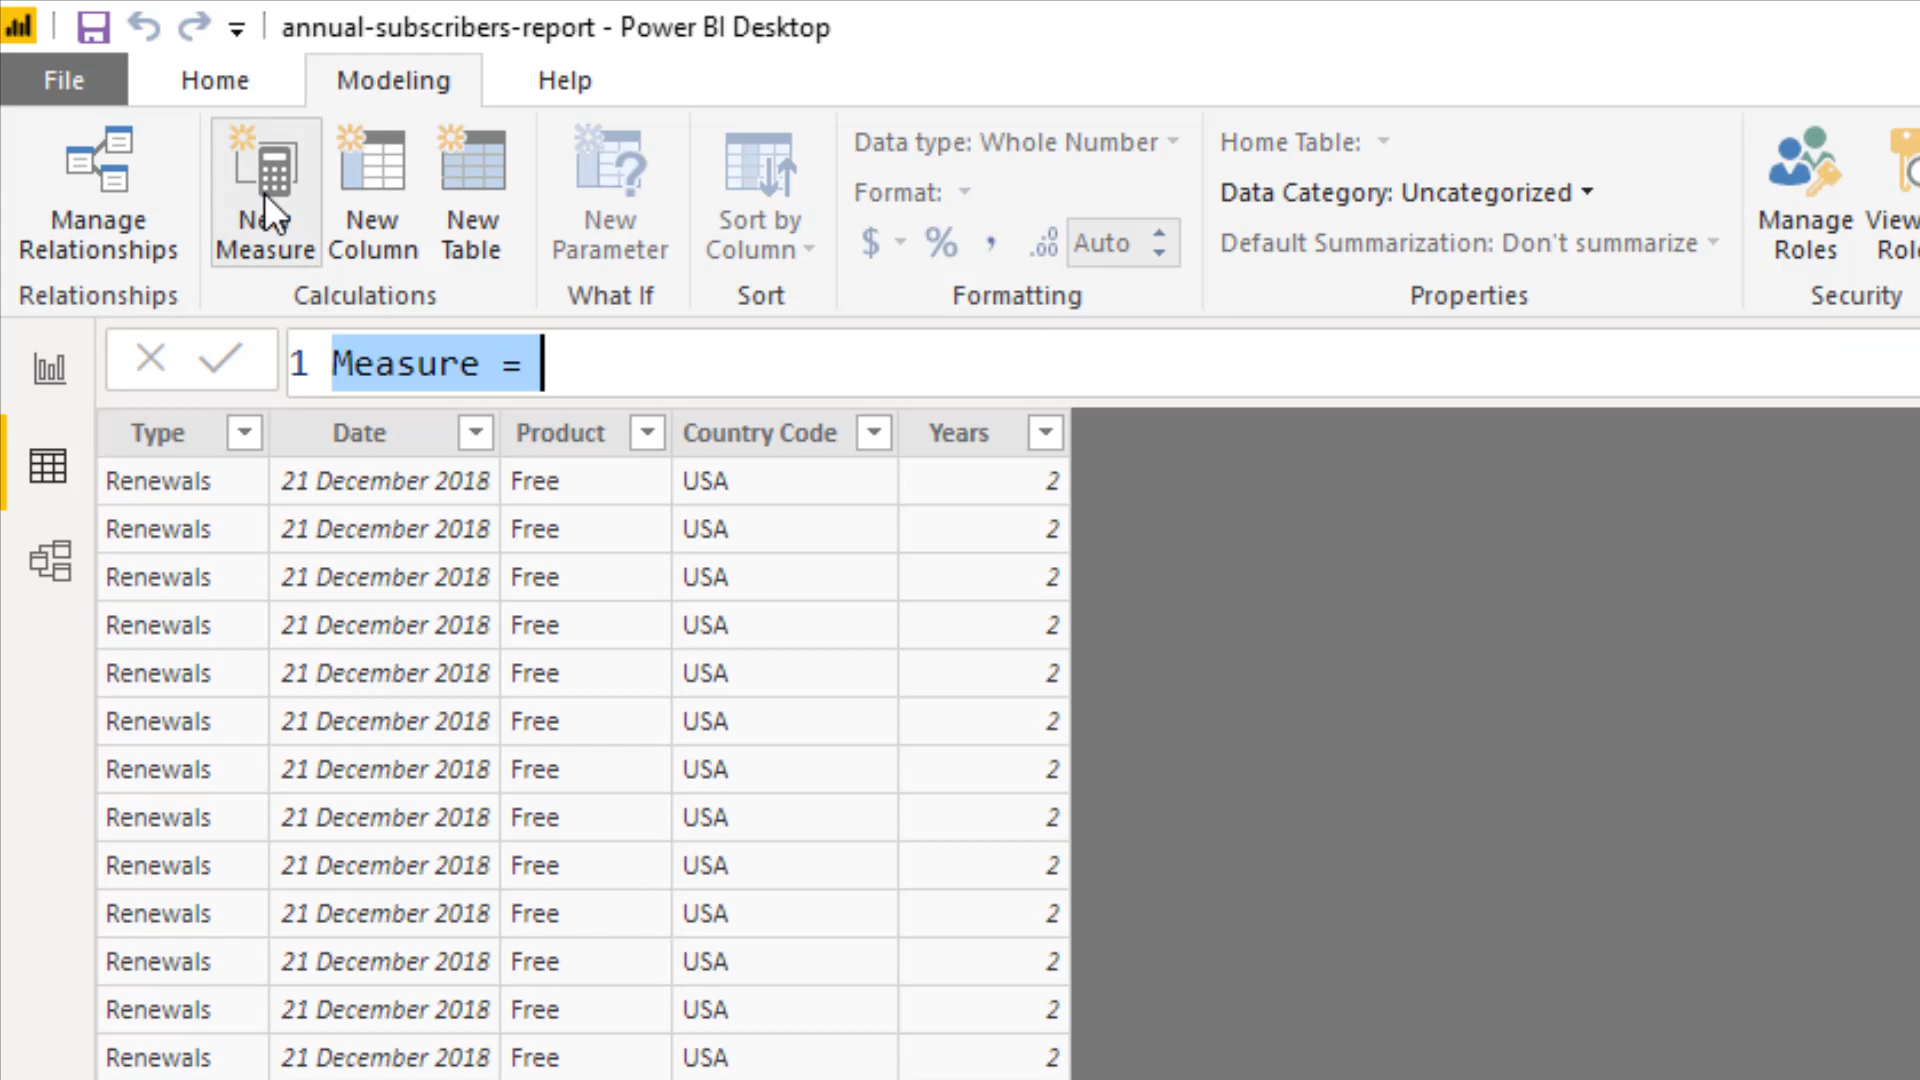 annual-subscribers-report - Power BI Desktop
File Home Modeling Help
Manage Relationships
New Measure
New Column
New Table
New Parameter
Sort by Column
Data type: Whole Number
Format:
$ % , .00 Auto
Home Table:
Data Category: Uncategorized
Default Summarization: Don't summarize
Manage Roles
Relationships Calculations What If Sort Formatting Properties Security
1 Measure =
Type Date Product Country Code Years
Renewals 21 December 2018 Free USA 2
Renewals 21 December 2018 Free USA 2
Renewals 21 December 2018 Free USA 2
Renewals 21 December 2018 Free USA 2
Renewals 21 December 2018 Free USA 2
Renewals 21 December 2018 Free USA 2
Renewals 21 December 2018 Free USA 2
Renewals 21 December 2018 Free USA 2
Renewals 21 December 2018 Free USA 2
Renewals 21 December 2018 Free USA 2
Renewals 21 December 2018 Free USA 2
Renewals 21 December 2018 Free USA 2
Renewals 21 December 2018 Free USA 2